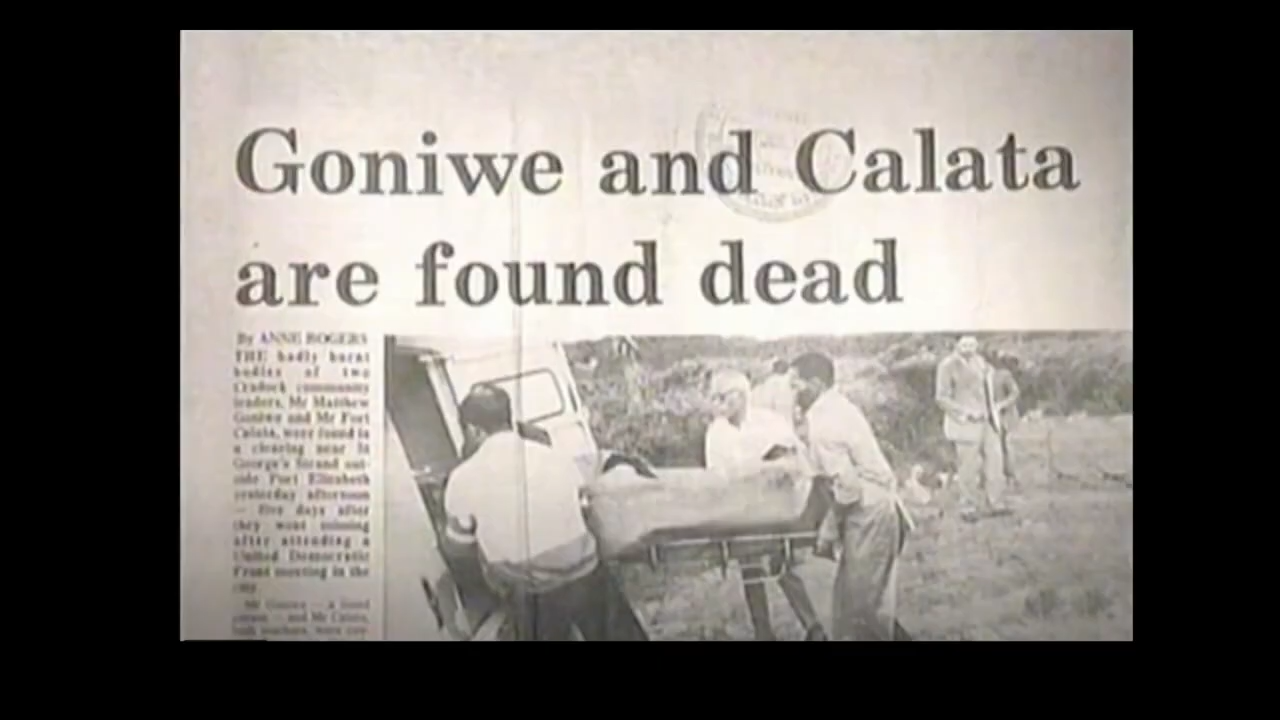 Goniwe and Calata
are found dead
By ANNE ROGERS
THE badly burnt
bodies of two
Cradock community
leaders, Mr Matthew
Goniwe and Mr Fort
Calata, were found in
a clearing near St
George's Strand out-
side Port Elizabeth
yesterday afternoon
— five days after
they went missing
after attending a
United Democratic
Front meeting in the
city.
Mr Goniwe — a
— and Mr Calata,
both teachers, were